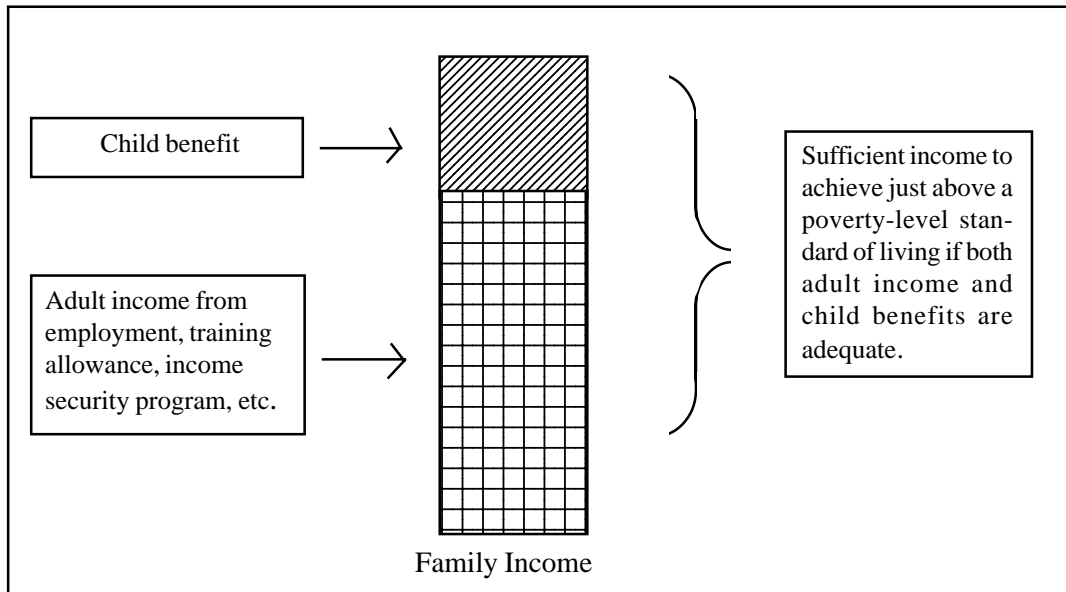 Child benefit
Adult income from
employment, training
allowance, income
security program, etc.
Sufficient income to
achieve just above a
poverty-level stan-
dard of living if both
adult income and
child benefits are
adequate.
Family Income